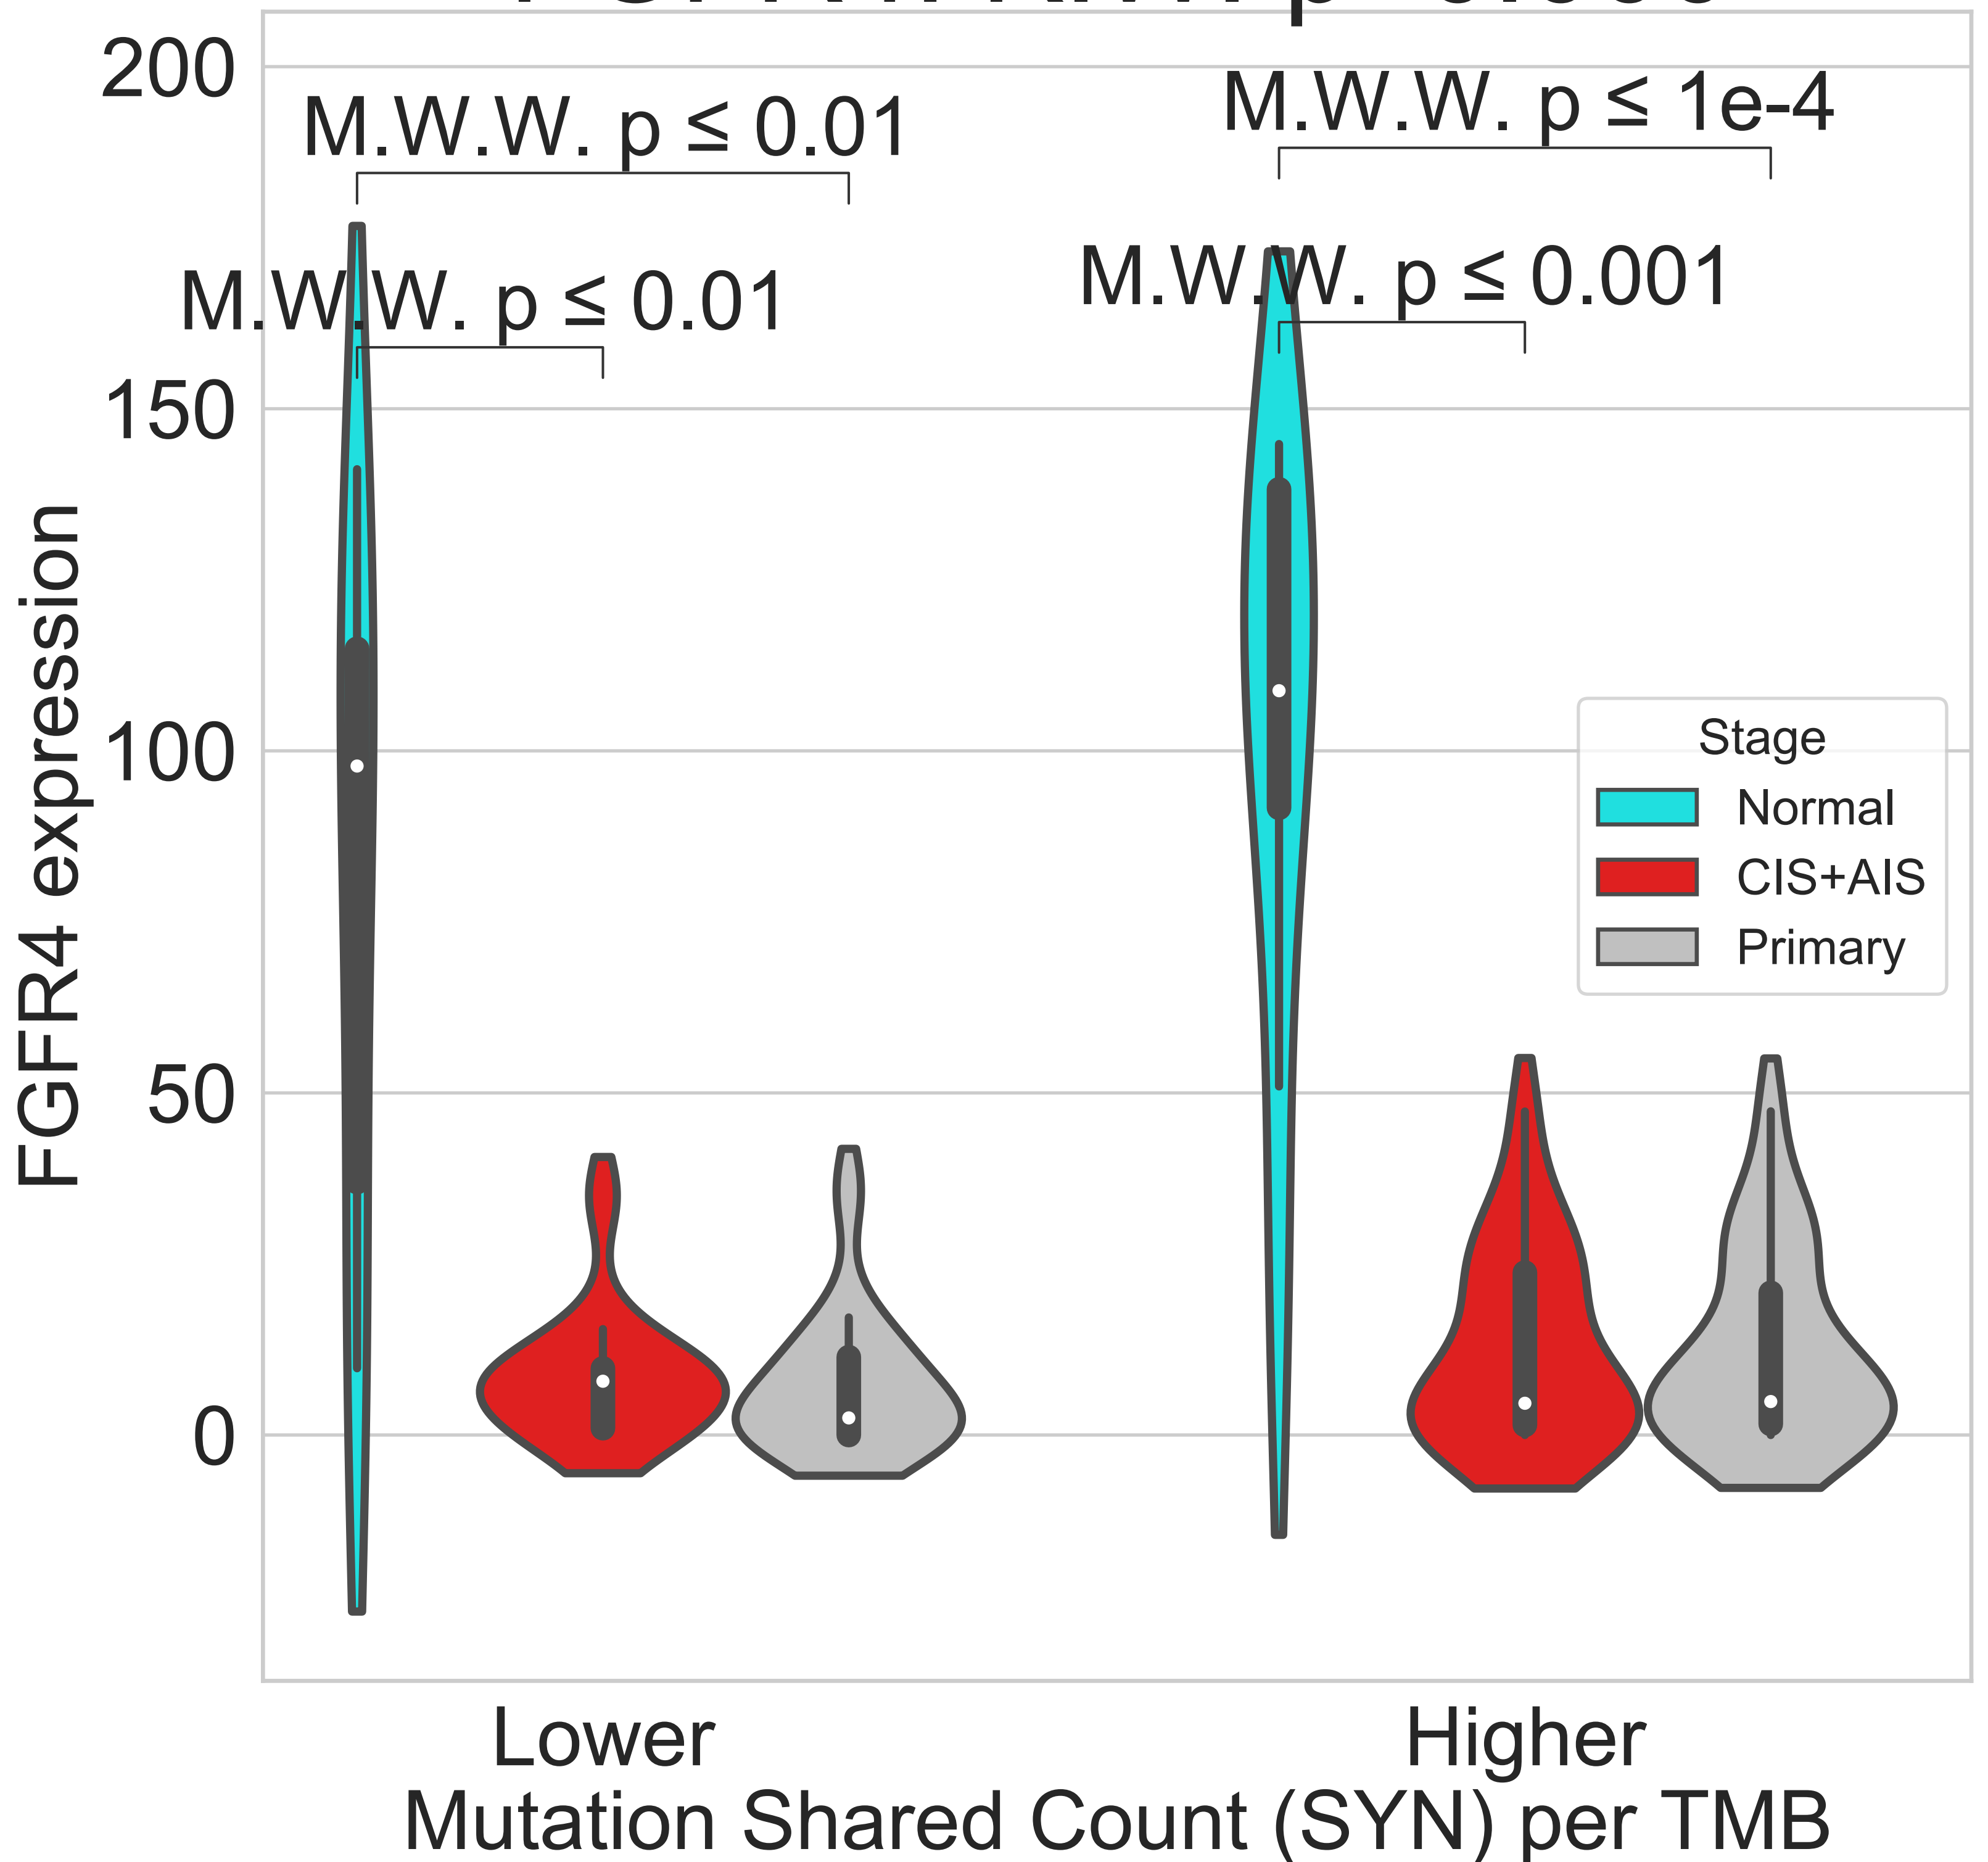 200
M.W.W. p ≤ 0.01
M.W.W. p ≤ 1e-4
M.W.W. p ≤ 0.01
M.W.W. p ≤ 0.001
150
100
50
0
FGFR4 expression
Stage
Normal
CIS+AIS
Primary
Lower
Higher
Mutation Shared Count (SYN) per TMB